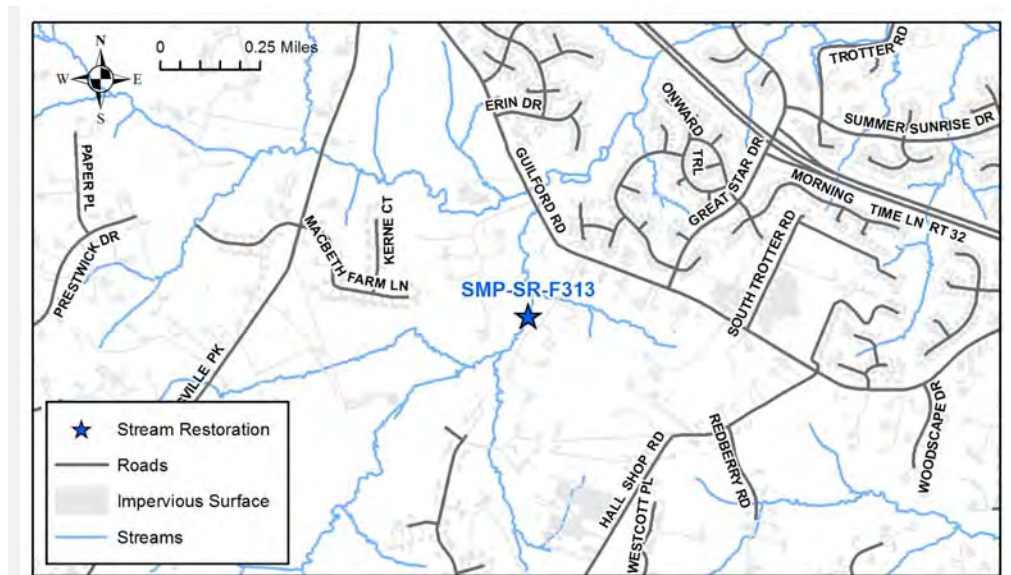 N
W E
S
0 0.25 Miles
TROTTER RD
ERIN DR
ONWARD
TRL
SUMMER SUNRISE DR
PAPER PL
GUILFORD RD
GREAT STAR DR
MORNING TIME LN RT 32
PRESTWICK DR
MACBETH FARM LN
KERNE CT
SOUTH TROTTER RD
SMP-SR-F313
SVILLE PK
WOODSCAPE DR
REDBERRY RD
HALL SHOP RD
WESTCOTT PL
Stream Restoration
Roads
Impervious Surface
Streams